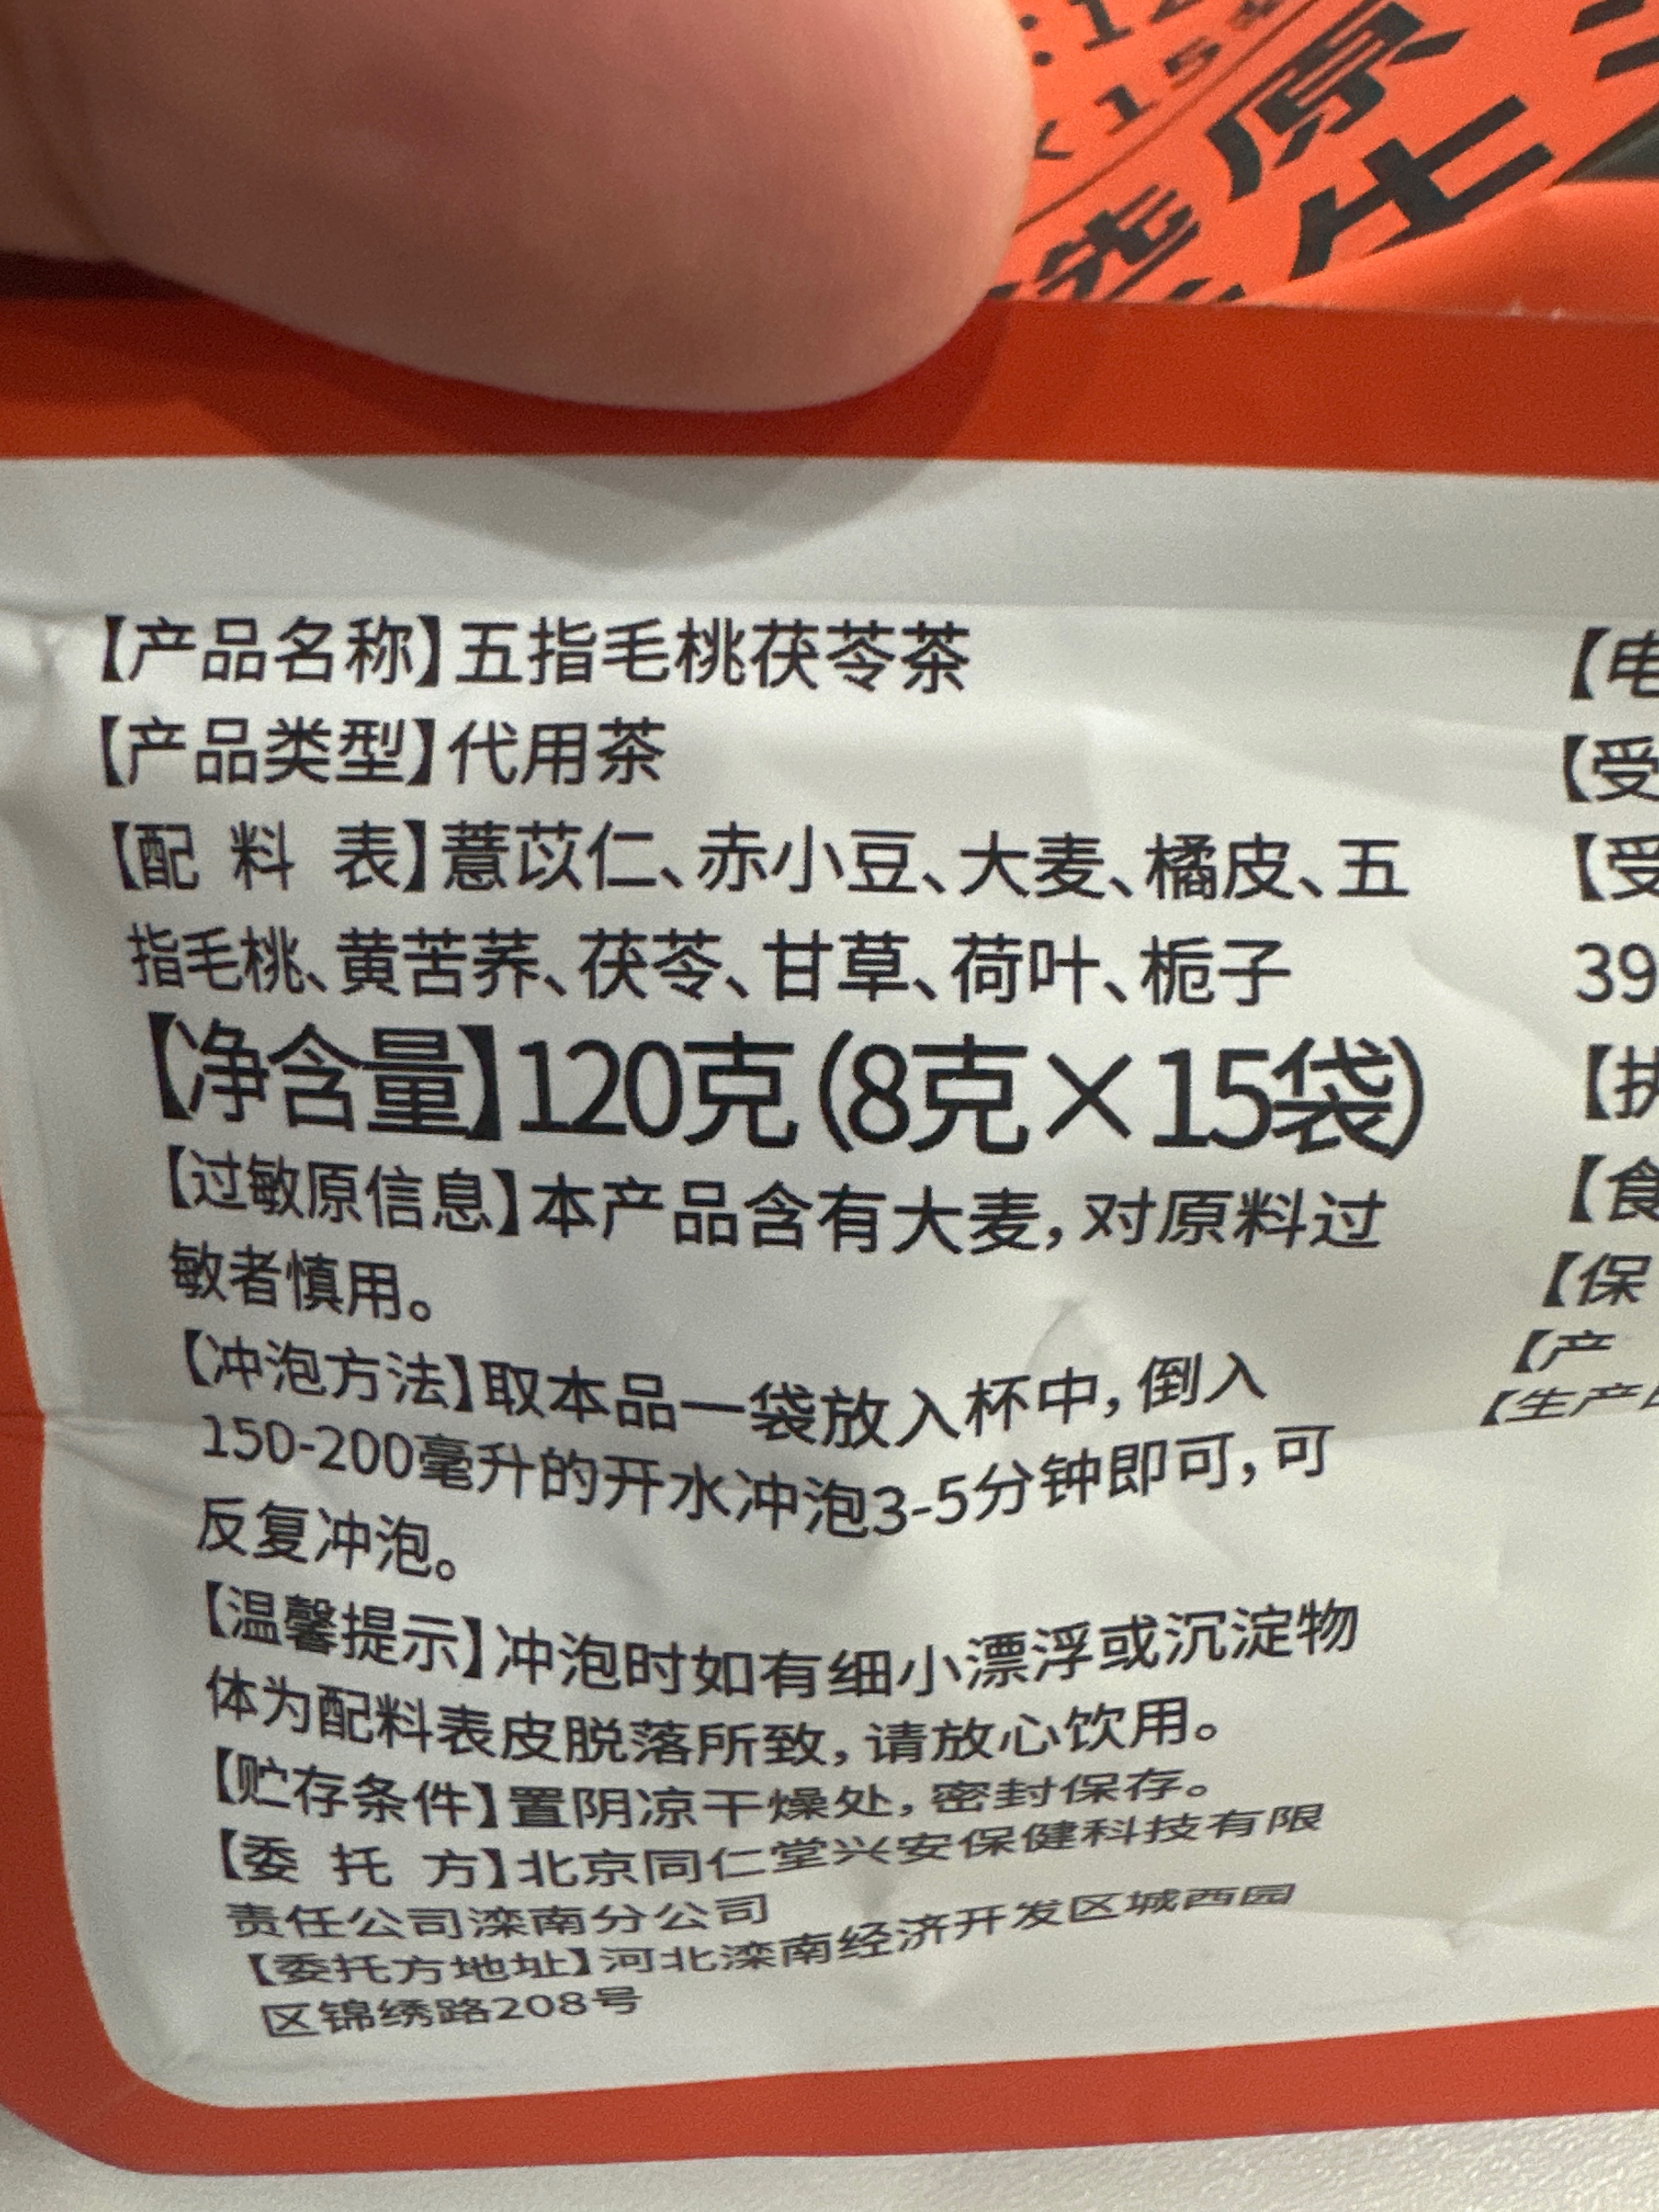 原
【产品名称】五指毛桃茯苓茶
【产品类型】代用茶
【配 料 表】薏苡仁、赤小豆、大麦、橘皮、五
指毛桃、黄苦荞、茯苓、甘草、荷叶、栀子
【净含量】120克(8克×15袋)
【过敏原信息】本产品含有大麦,对原料过
敏者慎用。
【冲泡方法】取本品一袋放入杯中,倒入
150-200毫升的开水冲泡3-5分钟即可,可
反复冲泡。
【温馨提示】冲泡时如有细小漂浮或沉淀物
体为配料表皮脱落所致,请放心饮用。
【贮存条件】置阴凉干燥处,密封保存。
【委 托 方】北京同仁堂兴安保健科技有限
责任公司滦南分公司
【委托方地址】河北滦南经济开发区城西园
区锦绣路208号
【电
【受
【受
39
【执
【食
【保
【产
【生产日